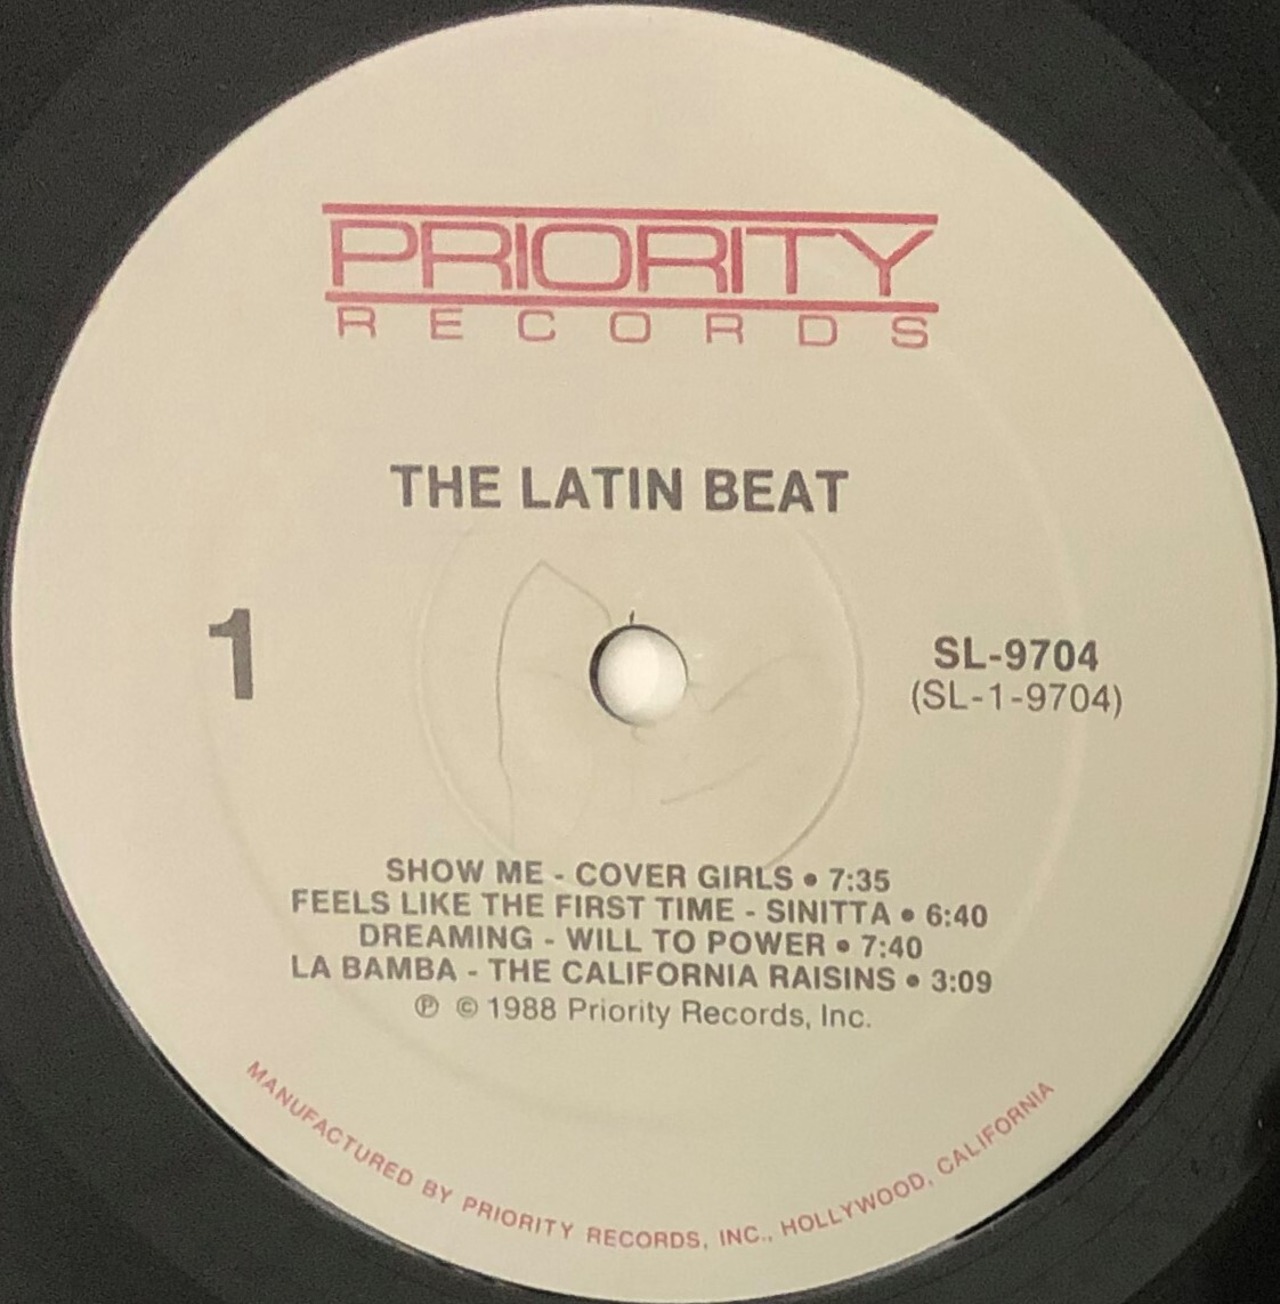 PRIORITY
RECORDS
THE LATIN BEAT
1
SL-9704
(SL-1-9704)
SHOW ME - COVER GIRLS • 7:35
FEELS LIKE THE FIRST TIME - SINITTA • 6:40
DREAMING - WILL TO POWER • 7:40
LA BAMBA - THE CALIFORNIA RAISINS • 3:09
℗ © 1988 Priority Records, Inc.
MANUFACTURED BY PRIORITY RECORDS, INC., HOLLYWOOD, CALIFORNIA